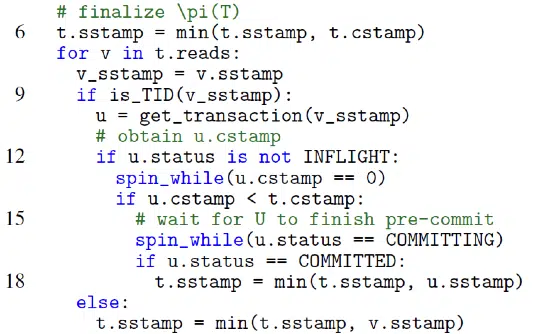 # finalize \pi(T)
6 t.sstamp = min(t.sstamp, t.cstamp)
for v in t.reads:
v_sstamp = v.sstamp
9 if is_TID(v_sstamp):
u = get_transaction(v_sstamp)
# obtain u.cstamp
12 if u.status is not INFLIGHT:
spin_while(u.cstamp == 0)
if u.cstamp < t.cstamp:
15 # wait for U to finish pre-commit
spin_while(u.status == COMMITTING)
if u.status == COMMITTED:
18 t.sstamp = min(t.sstamp, u.sstamp)
else:
t.sstamp = min(t.sstamp, v.sstamp)